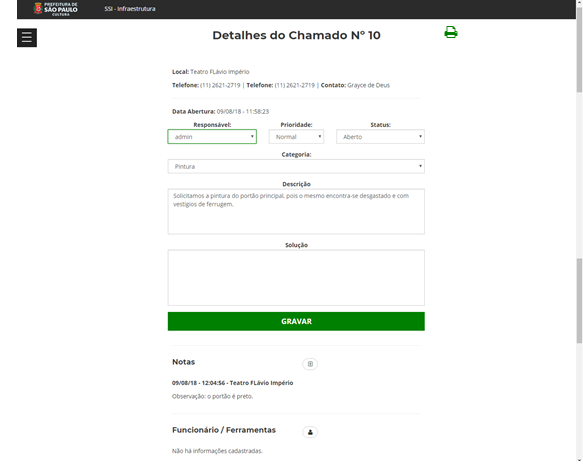 PREFEITURA DE
SÃO PAULO
CULTURA
SSI - Infraestrutura
Detalhes do Chamado Nº 10
Local: Teatro FLávio Império
Telefone: (11) 2621-2719 | Telefone: (11) 2621-2719 | Contato: Grayce de Deus
Data Abertura: 09/08/18 - 11:58:23
Responsável: Prioridade: Status:
admin Normal Aberto
Categoria:
Pintura
Descrição
Solicitamos a pintura do portão principal, pois o mesmo encontra-se desgastado e com
vestígios de ferrugem.
Solução
GRAVAR
Notas
09/08/18 - 12:04:56 - Teatro FLávio Império
Observação: o portão é preto.
Funcionário / Ferramentas
Não há informações cadastradas.